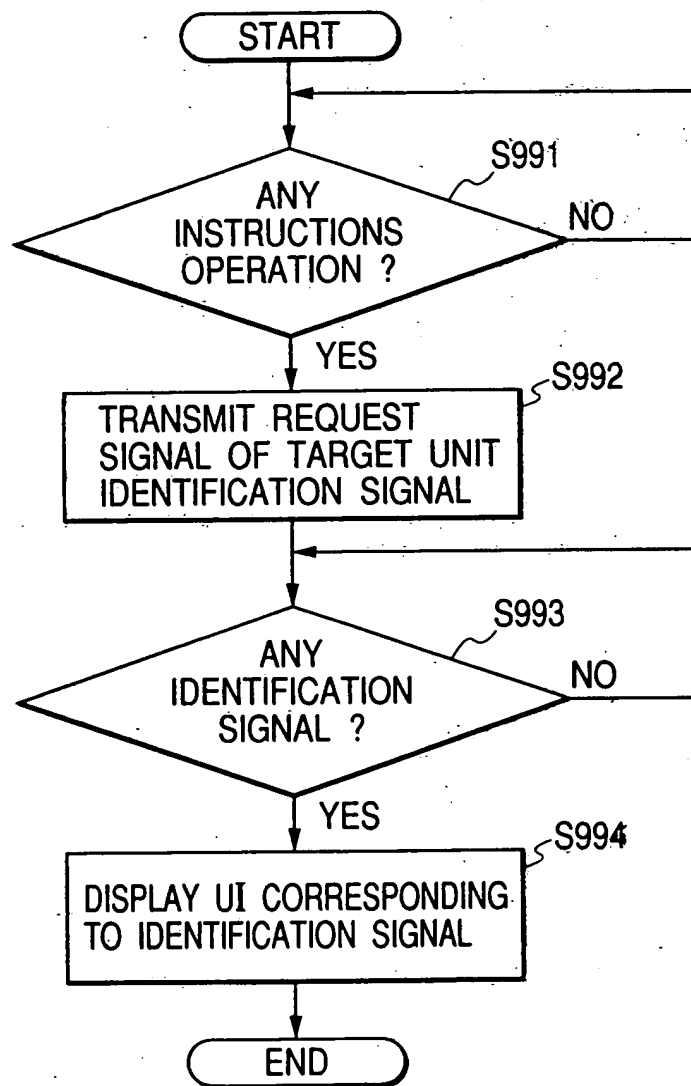 START
S991
ANY
INSTRUCTIONS
OPERATION ?
NO
YES
S992
TRANSMIT REQUEST
SIGNAL OF TARGET UNIT
IDENTIFICATION SIGNAL
S993
ANY
IDENTIFICATION
SIGNAL ?
NO
YES
S994
DISPLAY UI CORRESPONDING
TO IDENTIFICATION SIGNAL
END